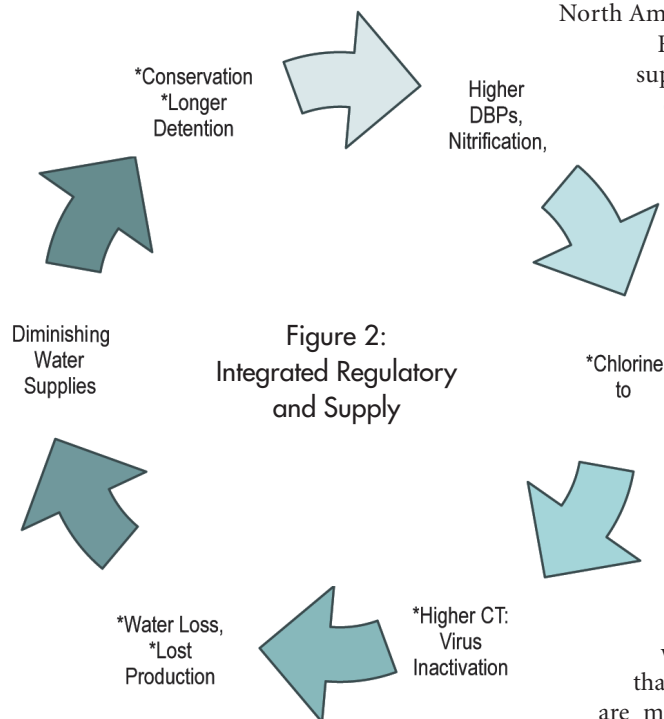 North Am
sup
*Conservation
*Longer
Detention
Higher
DBPs,
Nitrification,
Diminishing
Water
Supplies
Figure 2:
Integrated Regulatory
and Supply
*Chlorine
to
*Higher CT:
Virus
Inactivation
*Water Loss,
*Lost
Production
tha
are m